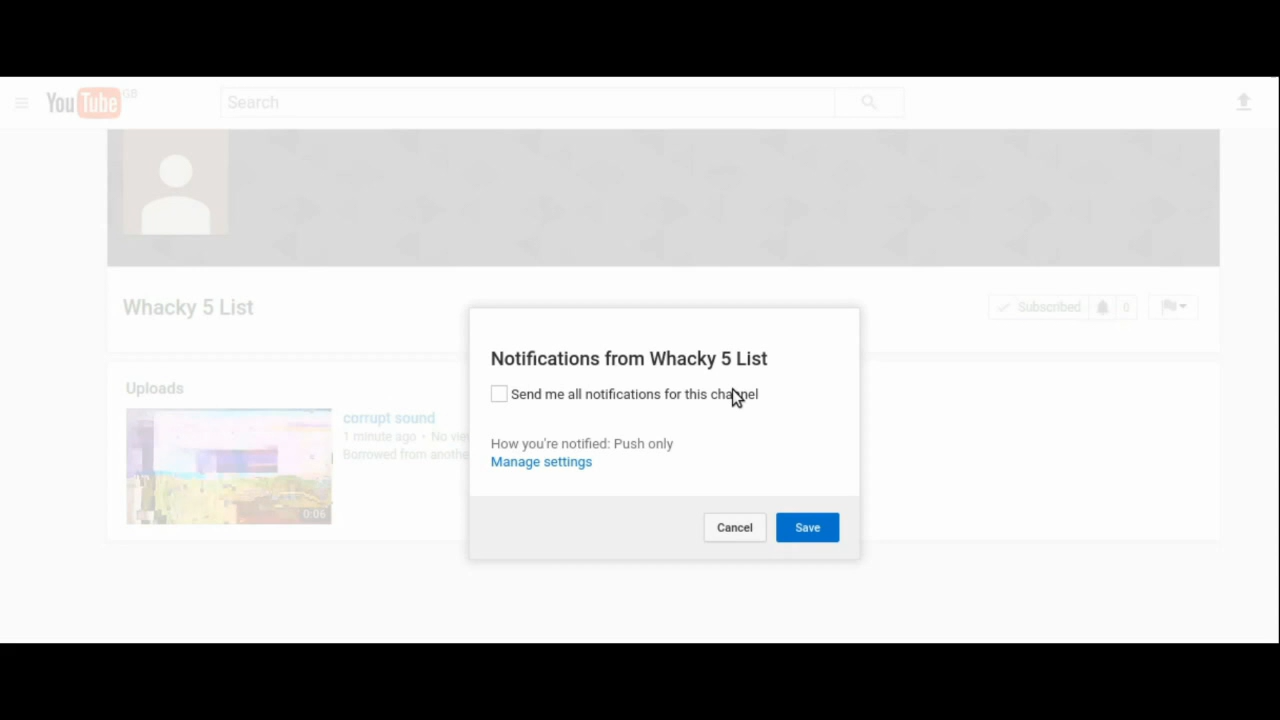 YouTube GB
Search
Whacky 5 List
Subscribed 0
Uploads
corrupt sound
1 minute ago • No
Borrowed from
0:06
Notifications from Whacky 5 List
Send me all notifications for this channel
How you're notified: Push only
Manage settings
Cancel
Save